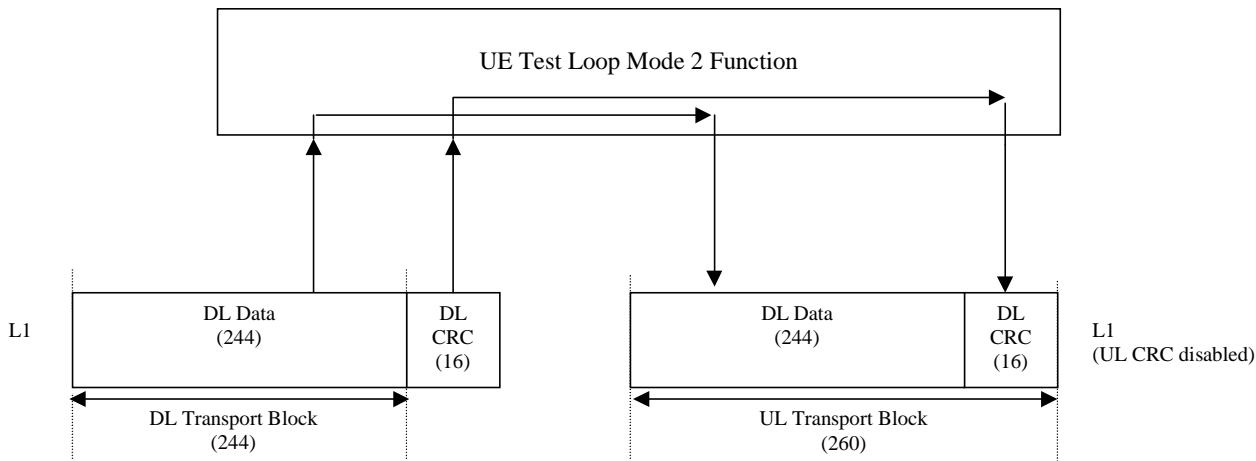 UE Test Loop Mode 2 Function
L1
DL Data
(244)
DL
CRC
(16)
DL Transport Block
(244)
DL Data
(244)
DL
CRC
(16)
UL Transport Block
(260)
L1
(UL CRC disabled)